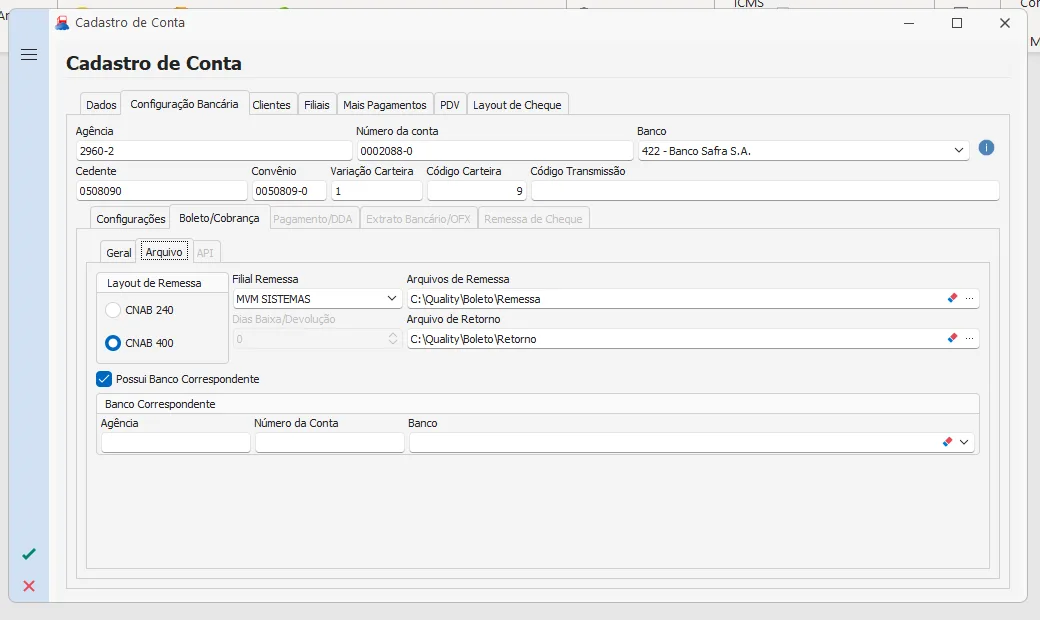 ICMS
Cadastro de Conta
Cadastro de Conta
Dados Configuração Bancária Clientes Filiais Mais Pagamentos PDV Layout de Cheque
Agência Número da conta Banco
2960-2 0002088-0 422 - Banco Safra S.A.
Cedente Convênio Variação Carteira Código Carteira Código Transmissão
0508090 0050809-0 1 9
Configurações Boleto/Cobrança Pagamento/DDA Extrato Bancário/OFX Remessa de Cheque
Geral Arquivo API
Layout de Remessa Filial Remessa Arquivos de Remessa
CNAB 240 MVM SISTEMAS C:\Quality\Boleto\Remessa ...
Dias Baixa/Devolução Arquivo de Retorno
CNAB 400 0 C:\Quality\Boleto\Retorno ...
Possui Banco Correspondente
Banco Correspondente
Agência Número da Conta Banco